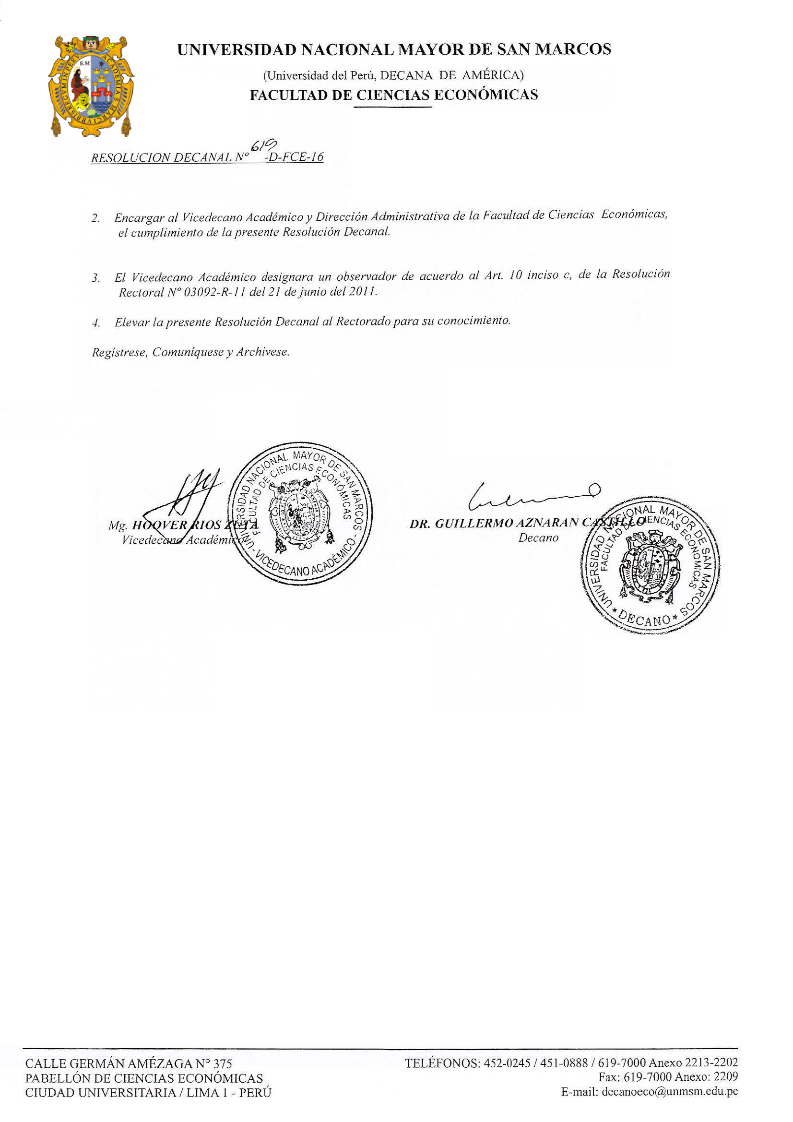 UNIVERSIDAD NACIONAL MAYOR DE SAN MARCOS
(Universidad del Perú, DECANA DE AMÉRICA)
FACULTAD DE CIENCIAS ECONÓMICAS
RESOLUCION DECANAL Nº 619-D-FCE-16
2. Encargar al Vicedecano Académico y Dirección Administrativa de la Facultad de Ciencias Económicas,
el cumplimiento de la presente Resolución Decanal.
3. El Vicedecano Académico designara un observador de acuerdo al Art. 10 inciso c, de la Resolución
Rectoral Nº 03092-R-11 del 21 de junio del 2011.
4. Elevar la presente Resolución Decanal al Rectorado para su conocimiento.
Regístrese, Comuníquese y Archívese.
Mg. HOOVER RIOS ZUTA
Vicedecano Académico
UNIVERSIDAD NACIONAL MAYOR DE SAN MARCOS
FACULTAD DE CIENCIAS ECONÓMICAS
- VICEDECANO ACADÉMICO -
DR. GUILLERMO AZNARAN CASTILLO
Decano
UNIVERSIDAD NACIONAL MAYOR DE SAN MARCOS
FACULTAD DE CIENCIAS ECONOMICAS
* DECANO *
CALLE GERMÁN AMÉZAGA Nº 375
PABELLÓN DE CIENCIAS ECONÓMICAS
CIUDAD UNIVERSITARIA / LIMA 1 - PERÚ
TELÉFONOS: 452-0245 / 451-0888 / 619-7000 Anexo 2213-2202
Fax: 619-7000 Anexo: 2209
E-mail: decanoeco@unmsm.edu.pe